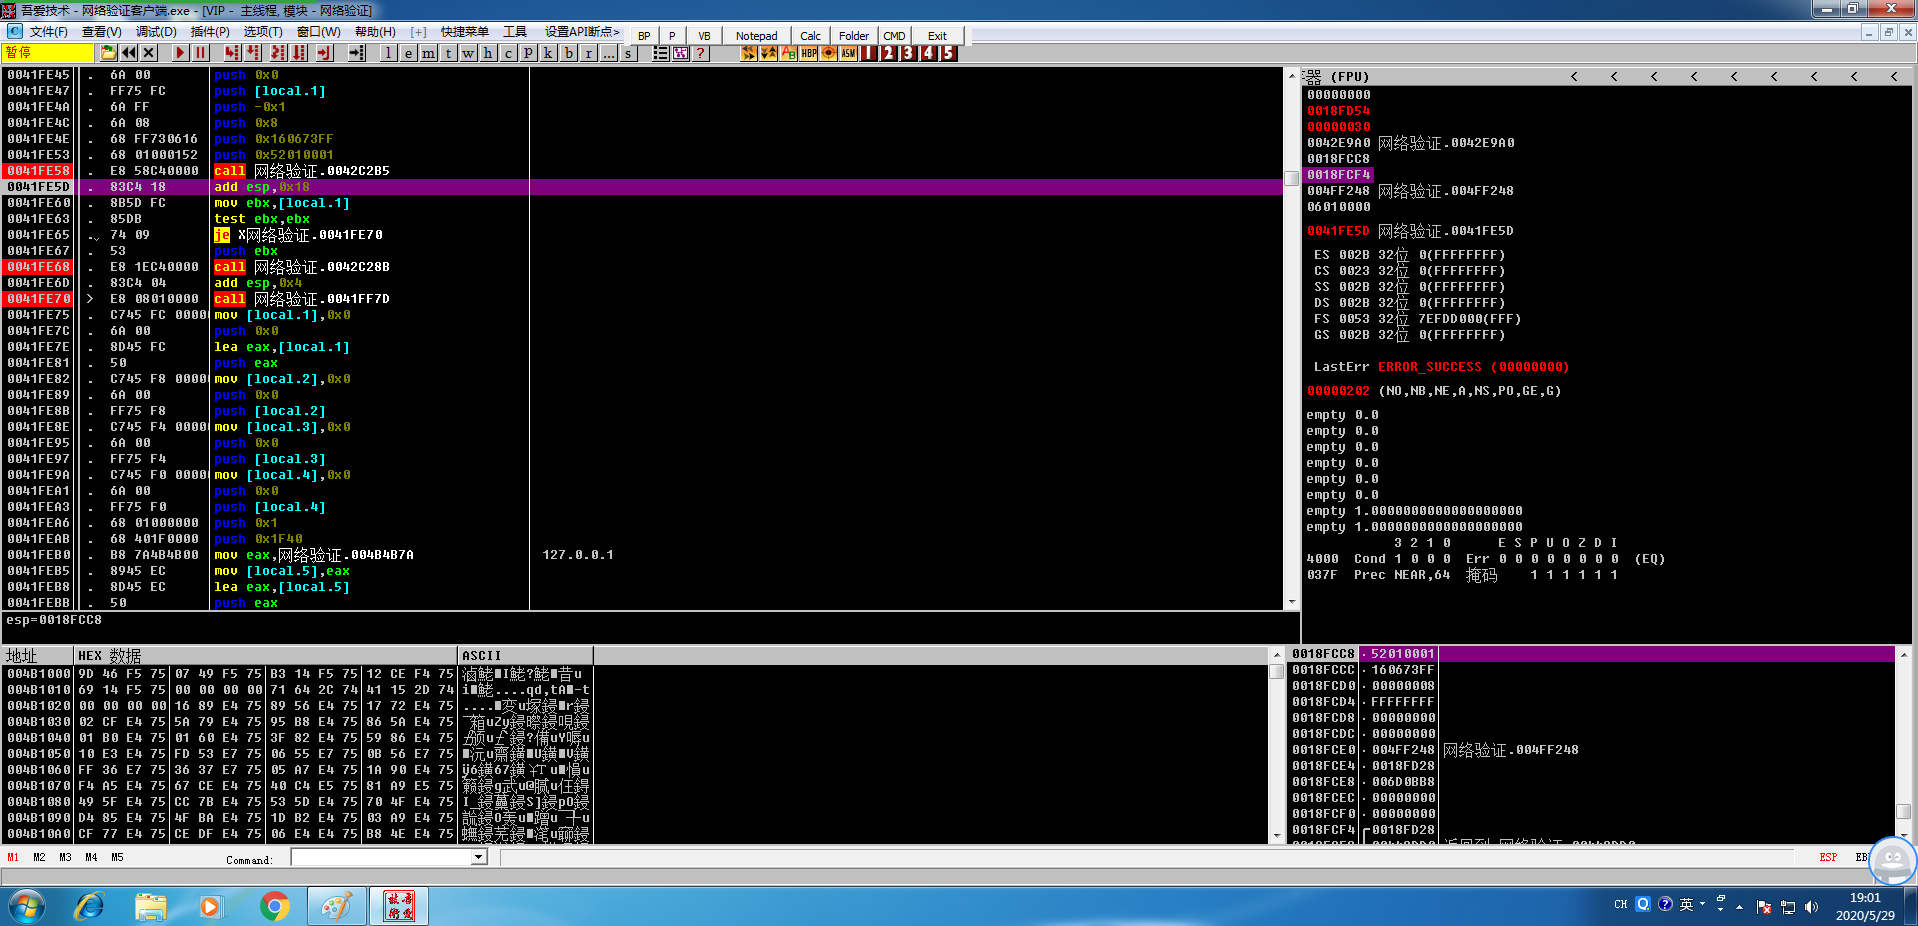 吾爱技术 - 网络验证客户端.exe - [VIP - 主线程, 模块 - 网络验证]
文件(F) 查看(V) 调试(D) 插件(P) 选项(T) 窗口(W) 帮助(H) [+] 快捷菜单 工具 设置API断点> BP P VB Notepad Calc Folder CMD Exit
暂停 l e m t w h c p k b r ... s ? HBP ASM 1 2 3 4 5
0041FE45 . 6A 00 push 0x0
0041FE47 . FF75 FC push [local.1]
0041FE4A . 6A FF push -0x1
0041FE4C . 6A 08 push 0x8
0041FE4E . 68 FF730616 push 0x160673FF
0041FE53 . 68 01000152 push 0x52010001
0041FE58 . E8 58C40000 call 网络验证.0042C2B5
0041FE5D . 83C4 18 add esp,0x18
0041FE60 . 8B5D FC mov ebx,[local.1]
0041FE63 . 85DB test ebx,ebx
0041FE65 . 74 09 je X网络验证.0041FE70
0041FE67 . 53 push ebx
0041FE68 . E8 1EC40000 call 网络验证.0042C28B
0041FE6D . 83C4 04 add esp,0x4
0041FE70 > E8 08010000 call 网络验证.0041FF7D
0041FE75 . C745 FC 0000 mov [local.1],0x0
0041FE7C . 6A 00 push 0x0
0041FE7E . 8D45 FC lea eax,[local.1]
0041FE81 . 50 push eax
0041FE82 . C745 F8 0000 mov [local.2],0x0
0041FE89 . 6A 00 push 0x0
0041FE8B . FF75 F8 push [local.2]
0041FE8E . C745 F4 0000 mov [local.3],0x0
0041FE95 . 6A 00 push 0x0
0041FE97 . FF75 F4 push [local.3]
0041FE9A . C745 F0 0000 mov [local.4],0x0
0041FEA1 . 6A 00 push 0x0
0041FEA3 . FF75 F0 push [local.4]
0041FEA6 . 68 01000000 push 0x1
0041FEAB . 68 401F0000 push 0x1F40
0041FEB0 . B8 7A4B4B00 mov eax,网络验证.004B4B7A 127.0.0.1
0041FEB5 . 8945 EC mov [local.5],eax
0041FEB8 . 8D45 EC lea eax,[local.5]
0041FEBB . 50 push eax
esp=0018FCC8
器 (FPU) < < < < < < < < <
00000000
0018FD54
00000030
0042E9A0 网络验证.0042E9A0
0018FCC8
0018FCF4
004FF248 网络验证.004FF248
06010000
0041FE5D 网络验证.0041FE5D
ES 002B 32位 0(FFFFFFFF)
CS 0023 32位 0(FFFFFFFF)
SS 002B 32位 0(FFFFFFFF)
DS 002B 32位 0(FFFFFFFF)
FS 0053 32位 7EFDD000(FFF)
GS 002B 32位 0(FFFFFFFF)
LastErr ERROR_SUCCESS (00000000)
00000202 (NO,NB,NE,A,NS,PO,GE,G)
empty 0.0
empty 0.0
empty 0.0
empty 0.0
empty 0.0
empty 0.0
empty 1.0000000000000000000
empty 1.0000000000000000000
3 2 1 0 E S P U O Z D I
4000 Cond 1 0 0 0 Err 0 0 0 0 0 0 0 0 (EQ)
037F Prec NEAR,64 掩码 1 1 1 1 1 1
地址 HEX 数据 ASCII
004B1000 9D 46 F5 75 07 49 F5 75 B3 14 F5 75 12 CE F4 75
004B1010 69 14 F5 75 00 00 00 00 71 64 2C 74 41 15 2D 74
004B1020 00 00 00 00 16 89 E4 75 89 56 E4 75 17 72 E4 75
004B1030 02 CF E4 75 5A 79 E4 75 95 B8 E4 75 86 5A E4 75
004B1040 01 B0 E4 75 01 60 E4 75 3F 82 E4 75 59 86 E4 75
004B1050 10 E3 E4 75 FD 53 E7 75 06 55 E7 75 0B 56 E7 75
004B1060 FF 36 E7 75 36 37 E7 75 05 A7 E4 75 1A 90 E4 75
004B1070 F4 A5 E4 75 67 CE E4 75 40 C4 E5 75 81 A9 E5 75
004B1080 49 5F E4 75 CC 7B E4 75 53 5D E4 75 70 4F E4 75
004B1090 D4 85 E4 75 4F BA E4 75 1D B2 E4 75 03 A9 E4 75
004B10A0 CF 77 E4 75 CE DF E4 75 06 E4 E4 75 B8 4E E4 75
0018FCC8 52010001
0018FCCC 160673FF
0018FCD0 00000008
0018FCD4 FFFFFFFF
0018FCD8 00000000
0018FCDC 00000000
0018FCE0 004FF248 网络验证.004FF248
0018FCE4 0018FD28
0018FCE8 006D0BB8
0018FCEC 00000000
0018FCF0 00000000
0018FCF4 0018FD28
M1 M2 M3 M4 M5 Command: ESP EB
CH 英 19:01
2020/5/29